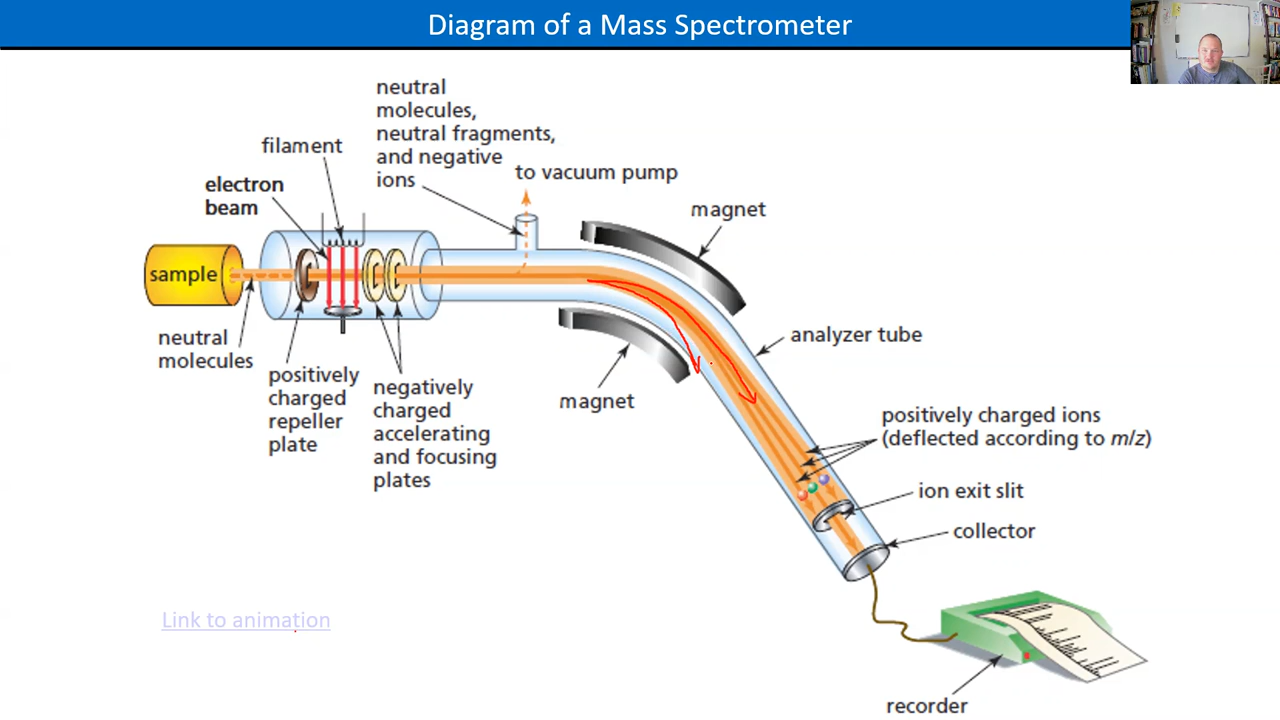 Diagram of a Mass Spectrometer
neutral
molecules,
neutral fragments,
and negative
ions
to vacuum pump
filament
electron
beam
magnet
sample
neutral
molecules
positively
charged
repeller
plate
negatively
charged
accelerating
and focusing
plates
magnet
analyzer tube
positively charged ions
(deflected according to m/z)
ion exit slit
collector
Link to animation
recorder